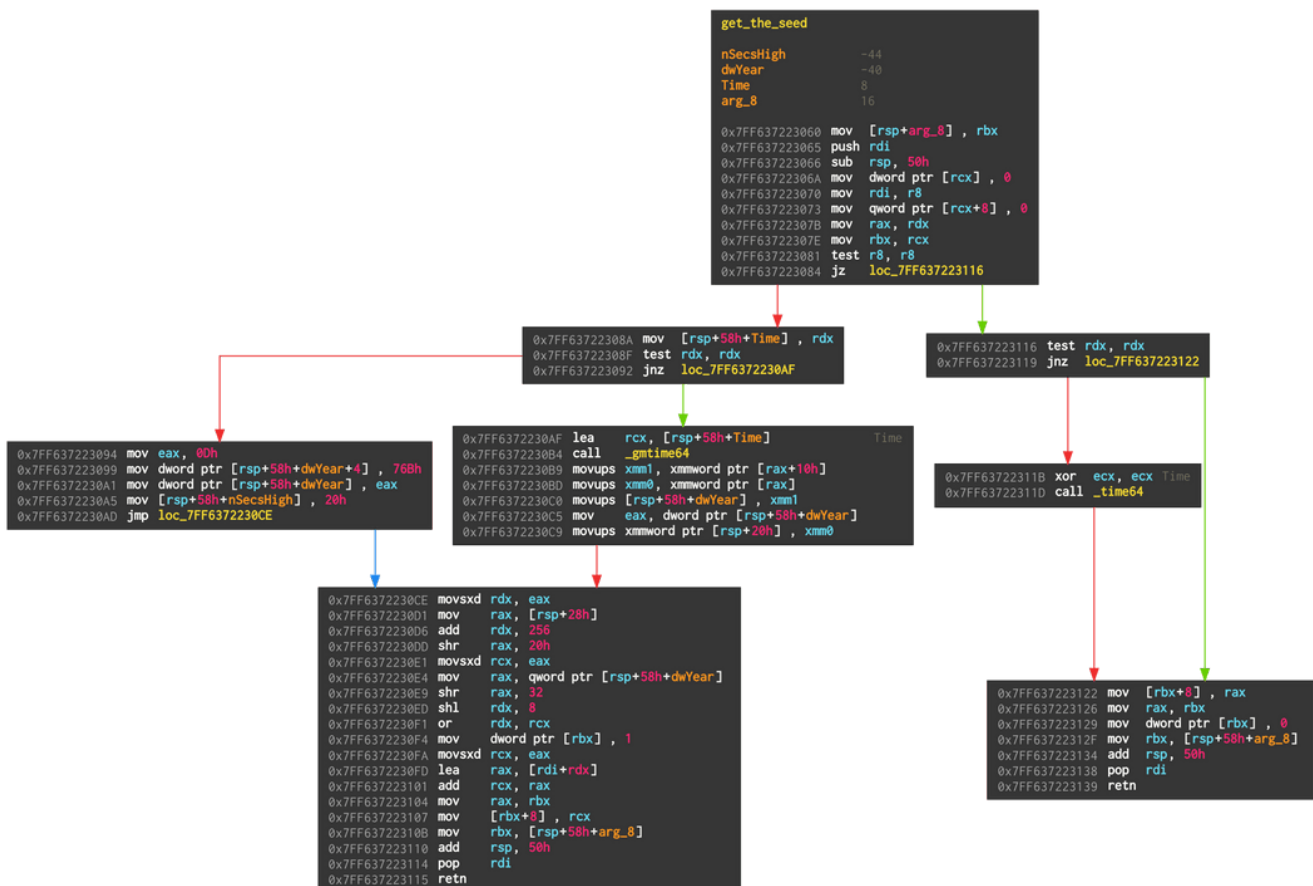 get_the_seed
nSecsHigh -44
dwYear -40
Time 8
arg_8 16
0x7FF637223060 mov [rsp+arg_8] , rbx
0x7FF637223065 push rdi
0x7FF637223066 sub rsp, 50h
0x7FF63722306A mov dword ptr [rcx] , 0
0x7FF637223070 mov rdi, r8
0x7FF637223073 mov qword ptr [rcx+8] , 0
0x7FF63722307B mov rax, rdx
0x7FF63722307E mov rbx, rcx
0x7FF637223081 test r8, r8
0x7FF637223084 jz loc_7FF637223116
0x7FF63722308A mov [rsp+58h+Time] , rdx
0x7FF63722308F test rdx, rdx
0x7FF637223092 jnz loc_7FF6372230AF
0x7FF637223116 test rdx, rdx
0x7FF637223119 jnz loc_7FF637223122
0x7FF637223094 mov eax, 0Dh
0x7FF637223099 mov dword ptr [rsp+58h+dwYear+4] , 76Bh
0x7FF6372230A1 mov dword ptr [rsp+58h+dwYear] , eax
0x7FF6372230A5 mov [rsp+58h+nSecsHigh] , 20h
0x7FF6372230AD jmp loc_7FF6372230CE
0x7FF6372230AF lea rcx, [rsp+58h+Time] Time
0x7FF6372230B4 call _gmtime64
0x7FF6372230B9 movups xmm1, xmmword ptr [rax+10h]
0x7FF6372230BD movups xmm0, xmmword ptr [rax]
0x7FF6372230C0 movups [rsp+58h+dwYear] , xmm1
0x7FF6372230C5 mov eax, dword ptr [rsp+58h+dwYear]
0x7FF6372230C9 movups xmmword ptr [rsp+20h] , xmm0
0x7FF63722311B xor ecx, ecx Time
0x7FF63722311D call _time64
0x7FF6372230CE movsxd rdx, eax
0x7FF6372230D1 mov rax, [rsp+28h]
0x7FF6372230D6 add rdx, 256
0x7FF6372230DD shr rax, 20h
0x7FF6372230E1 movsxd rcx, eax
0x7FF6372230E4 mov rax, qword ptr [rsp+58h+dwYear]
0x7FF6372230E9 shr rax, 32
0x7FF6372230ED shl rdx, 8
0x7FF6372230F1 or rdx, rcx
0x7FF6372230F4 mov dword ptr [rbx] , 1
0x7FF6372230FA movsxd rcx, eax
0x7FF6372230FD lea rax, [rdi+rdx]
0x7FF637223101 add rcx, rax
0x7FF637223104 mov rax, rbx
0x7FF637223107 mov [rbx+8] , rcx
0x7FF63722310B mov rbx, [rsp+58h+arg_8]
0x7FF637223110 add rsp, 50h
0x7FF637223114 pop rdi
0x7FF637223115 retn
0x7FF637223122 mov [rbx+8] , rax
0x7FF637223126 mov rax, rbx
0x7FF637223129 mov dword ptr [rbx] , 0
0x7FF63722312F mov rbx, [rsp+58h+arg_8]
0x7FF637223134 add rsp, 50h
0x7FF637223138 pop rdi
0x7FF637223139 retn